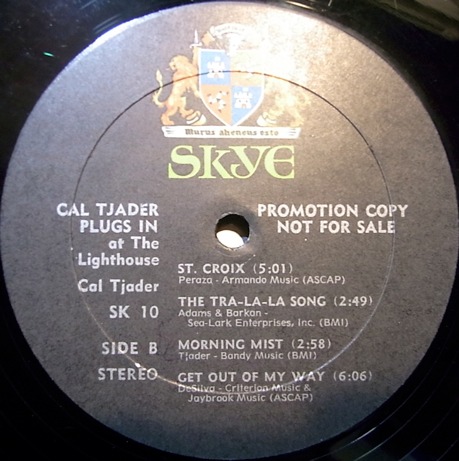 Murus aheneus esto
SKYE
CAL TJADER
PLUGS IN
at The
Lighthouse
Cal Tjader
SK 10
SIDE B
STEREO
PROMOTION COPY
NOT FOR SALE
ST. CROIX (5:01)
Peraza - Armando Music (ASCAP)
THE TRA-LA-LA SONG (2:49)
Adams & Barkan -
Sea-Lark Enterprises, Inc. (BMI)
MORNING MIST (2:58)
Tjader - Bandy Music (BMI)
GET OUT OF MY WAY (6:06)
DeSilva - Criterion Music &
Jaybrook Music (ASCAP)